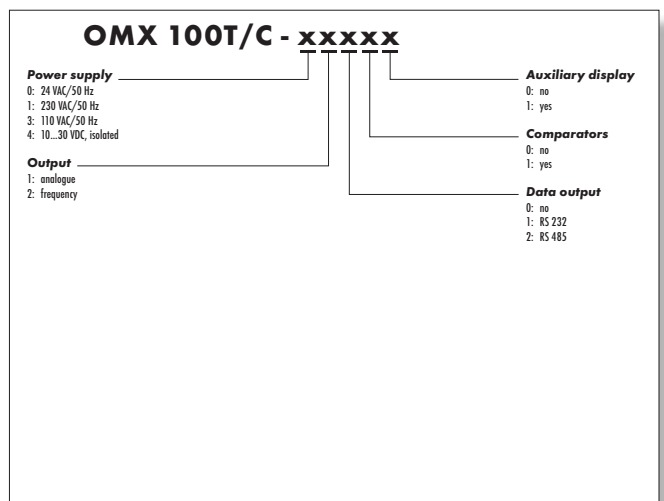 OMX 100T/C - xxxxx
Power supply
0: 24 VAC/50 Hz
1: 230 VAC/50 Hz
3: 110 VAC/50 Hz
4: 10...30 VDC, isolated
Output
1: analogue
2: frequency
Auxiliary display
0: no
1: yes
Comparators
0: no
1: yes
Data output
0: no
1: RS 232
2: RS 485